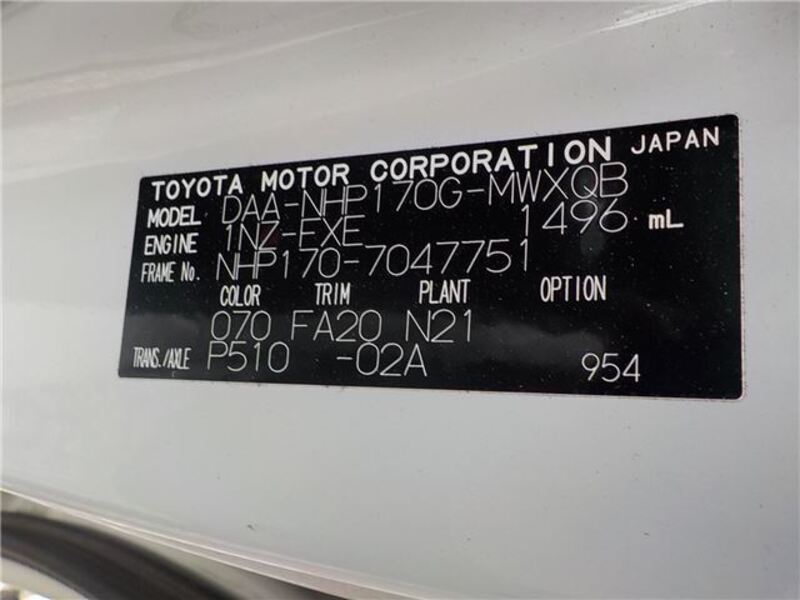 TOYOTA MOTOR CORPORATION JAPAN
MODEL DAA-NHP170G-MWXQB
ENGINE 1NZ-FXE 1496 mL
FRAME No. NHP170-7047751
COLOR TRIM PLANT OPTION
070 FA20 N21
TRANS./AXLE P510 -02A 954